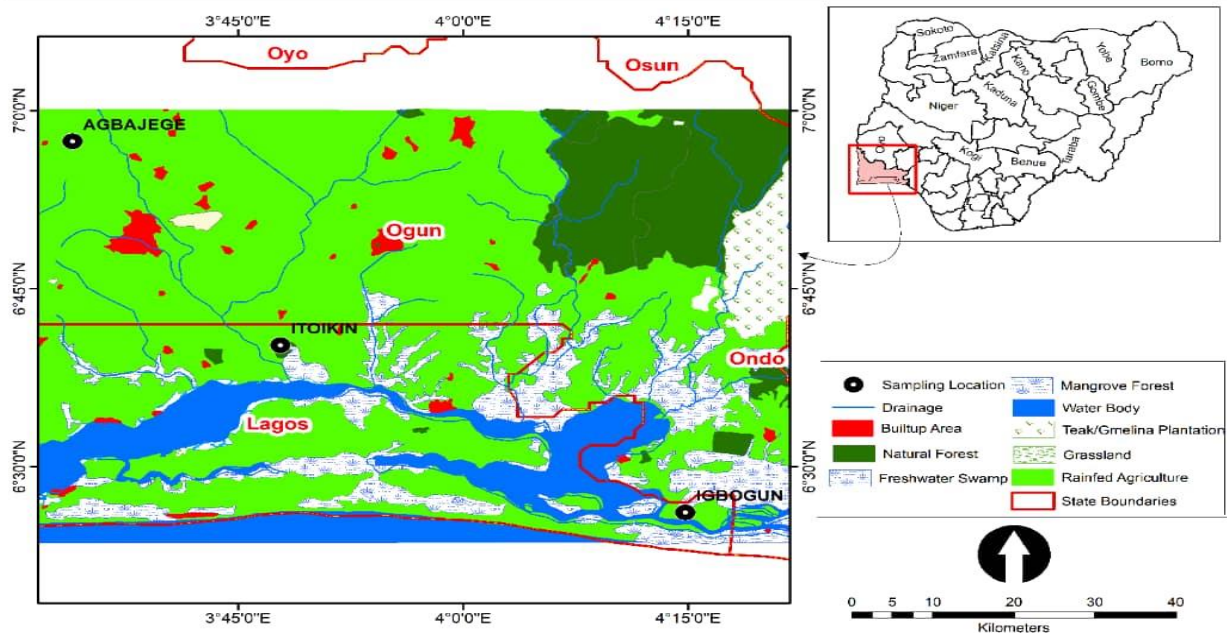 3°45'0"E 4°0'0"E 4°15'0"E
Oyo
Osun
7°0'0"N
7°0'0"N
AGBAJEGE
Ogun
6°45'0"N
6°45'0"N
ITOIKIN
Ondo
Lagos
6°30'0"N
6°30'0"N
IGBOGUN
3°45'0"E 4°0'0"E 4°15'0"E
Sokoto
Zamfara
Katsina
Kano
Yobe
Borno
Kaduna
Gombe
Niger
Oyo
Kogi
Benue
Taraba
Sampling Location
Drainage
Builtup Area
Natural Forest
Freshwater Swamp
Mangrove Forest
Water Body
Teak/Gmelina Plantation
Grassland
Rainfed Agriculture
State Boundaries
0 5 10 20 30 40
Kilometers